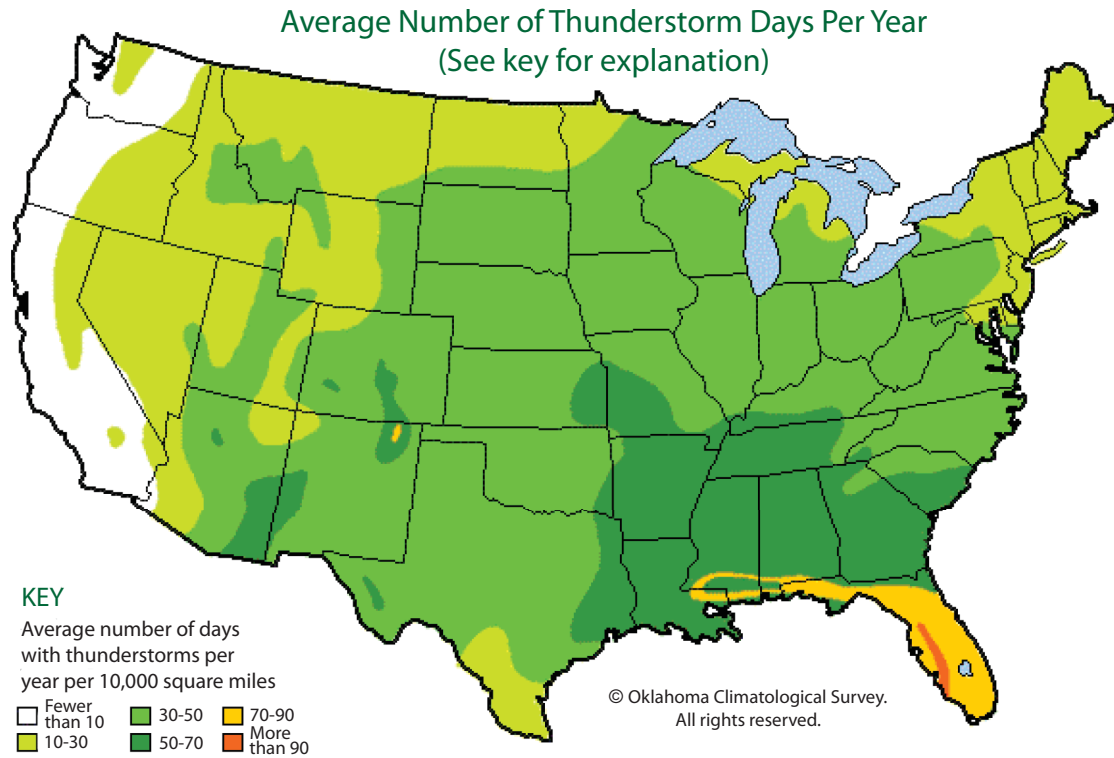 Average Number of Thunderstorm Days Per Year
(See key for explanation)
KEY
Average number of days
with thunderstorms per
year per 10,000 square miles
Fewer
than 10
10-30
30-50
50-70
70-90
More
than 90
© Oklahoma Climatological Survey.
All rights reserved.